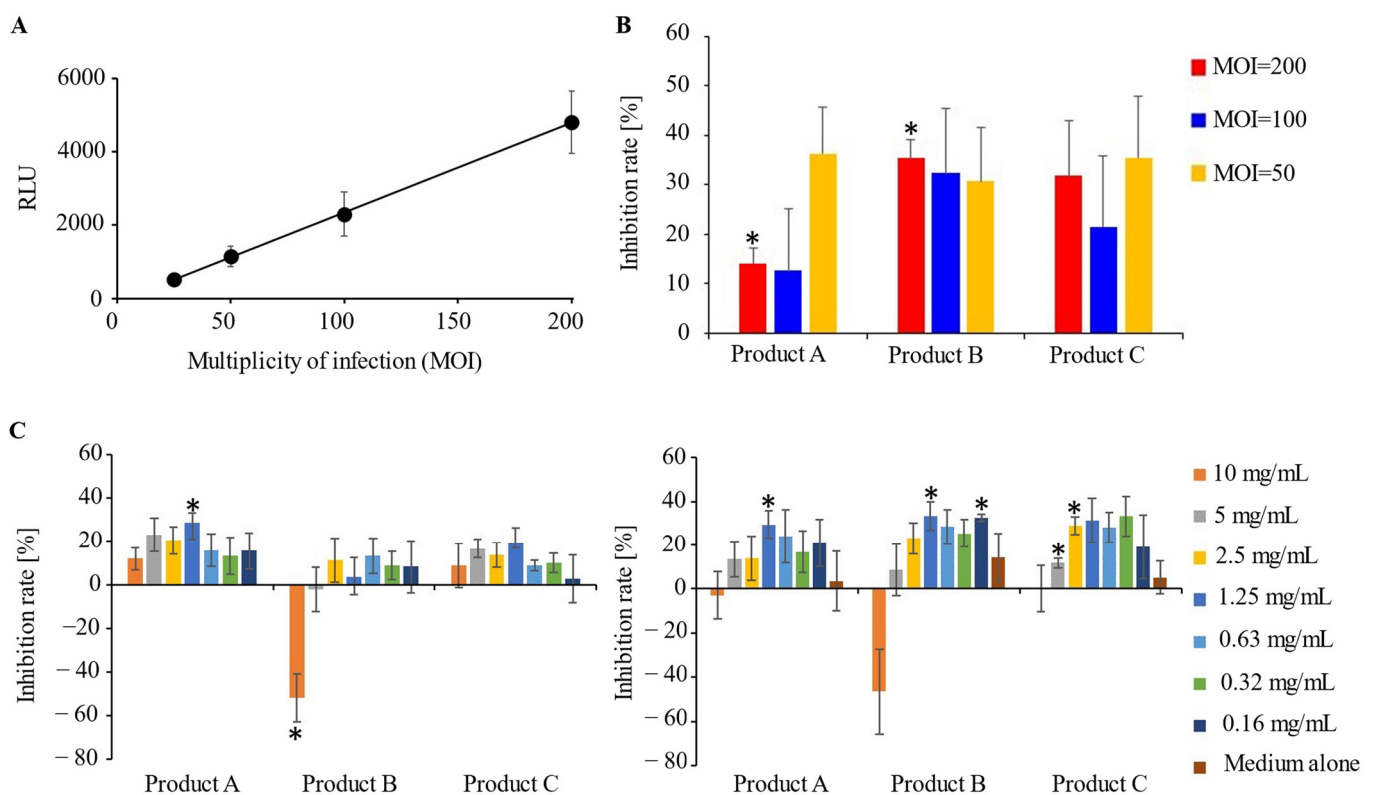 A
6000
4000
2000
0
RLU
0 50 100 150 200
Multiplicity of infection (MOI)
B
60
50
40
30
20
10
0
Inhibition rate [%]
* *
Product A Product B Product C
MOI=200
MOI=100
MOI=50
C
60
40
20
0
−20
−40
−60
−80
Inhibition rate [%]
*
*
Product A Product B Product C
60
40
20
0
−20
−40
−60
−80
Inhibition rate [%]
* * * * *
Product A Product B Product C
10 mg/mL
5 mg/mL
2.5 mg/mL
1.25 mg/mL
0.63 mg/mL
0.32 mg/mL
0.16 mg/mL
Medium alone